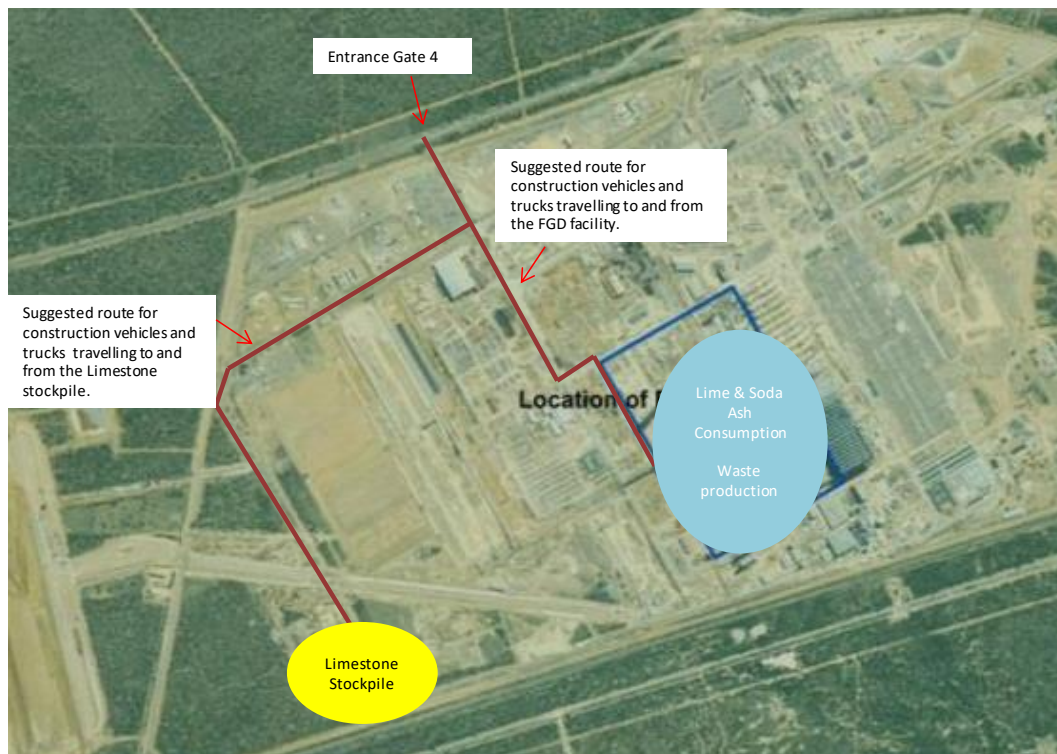 Entrance Gate 4
Suggested route for
construction vehicles and
trucks travelling to and from
the FGD facility.
Suggested route for
construction vehicles and
trucks travelling to and
from the Limestone
stockpile.
Location of
Lime & Soda
Ash
Consumption
Waste
production
Limestone
Stockpile